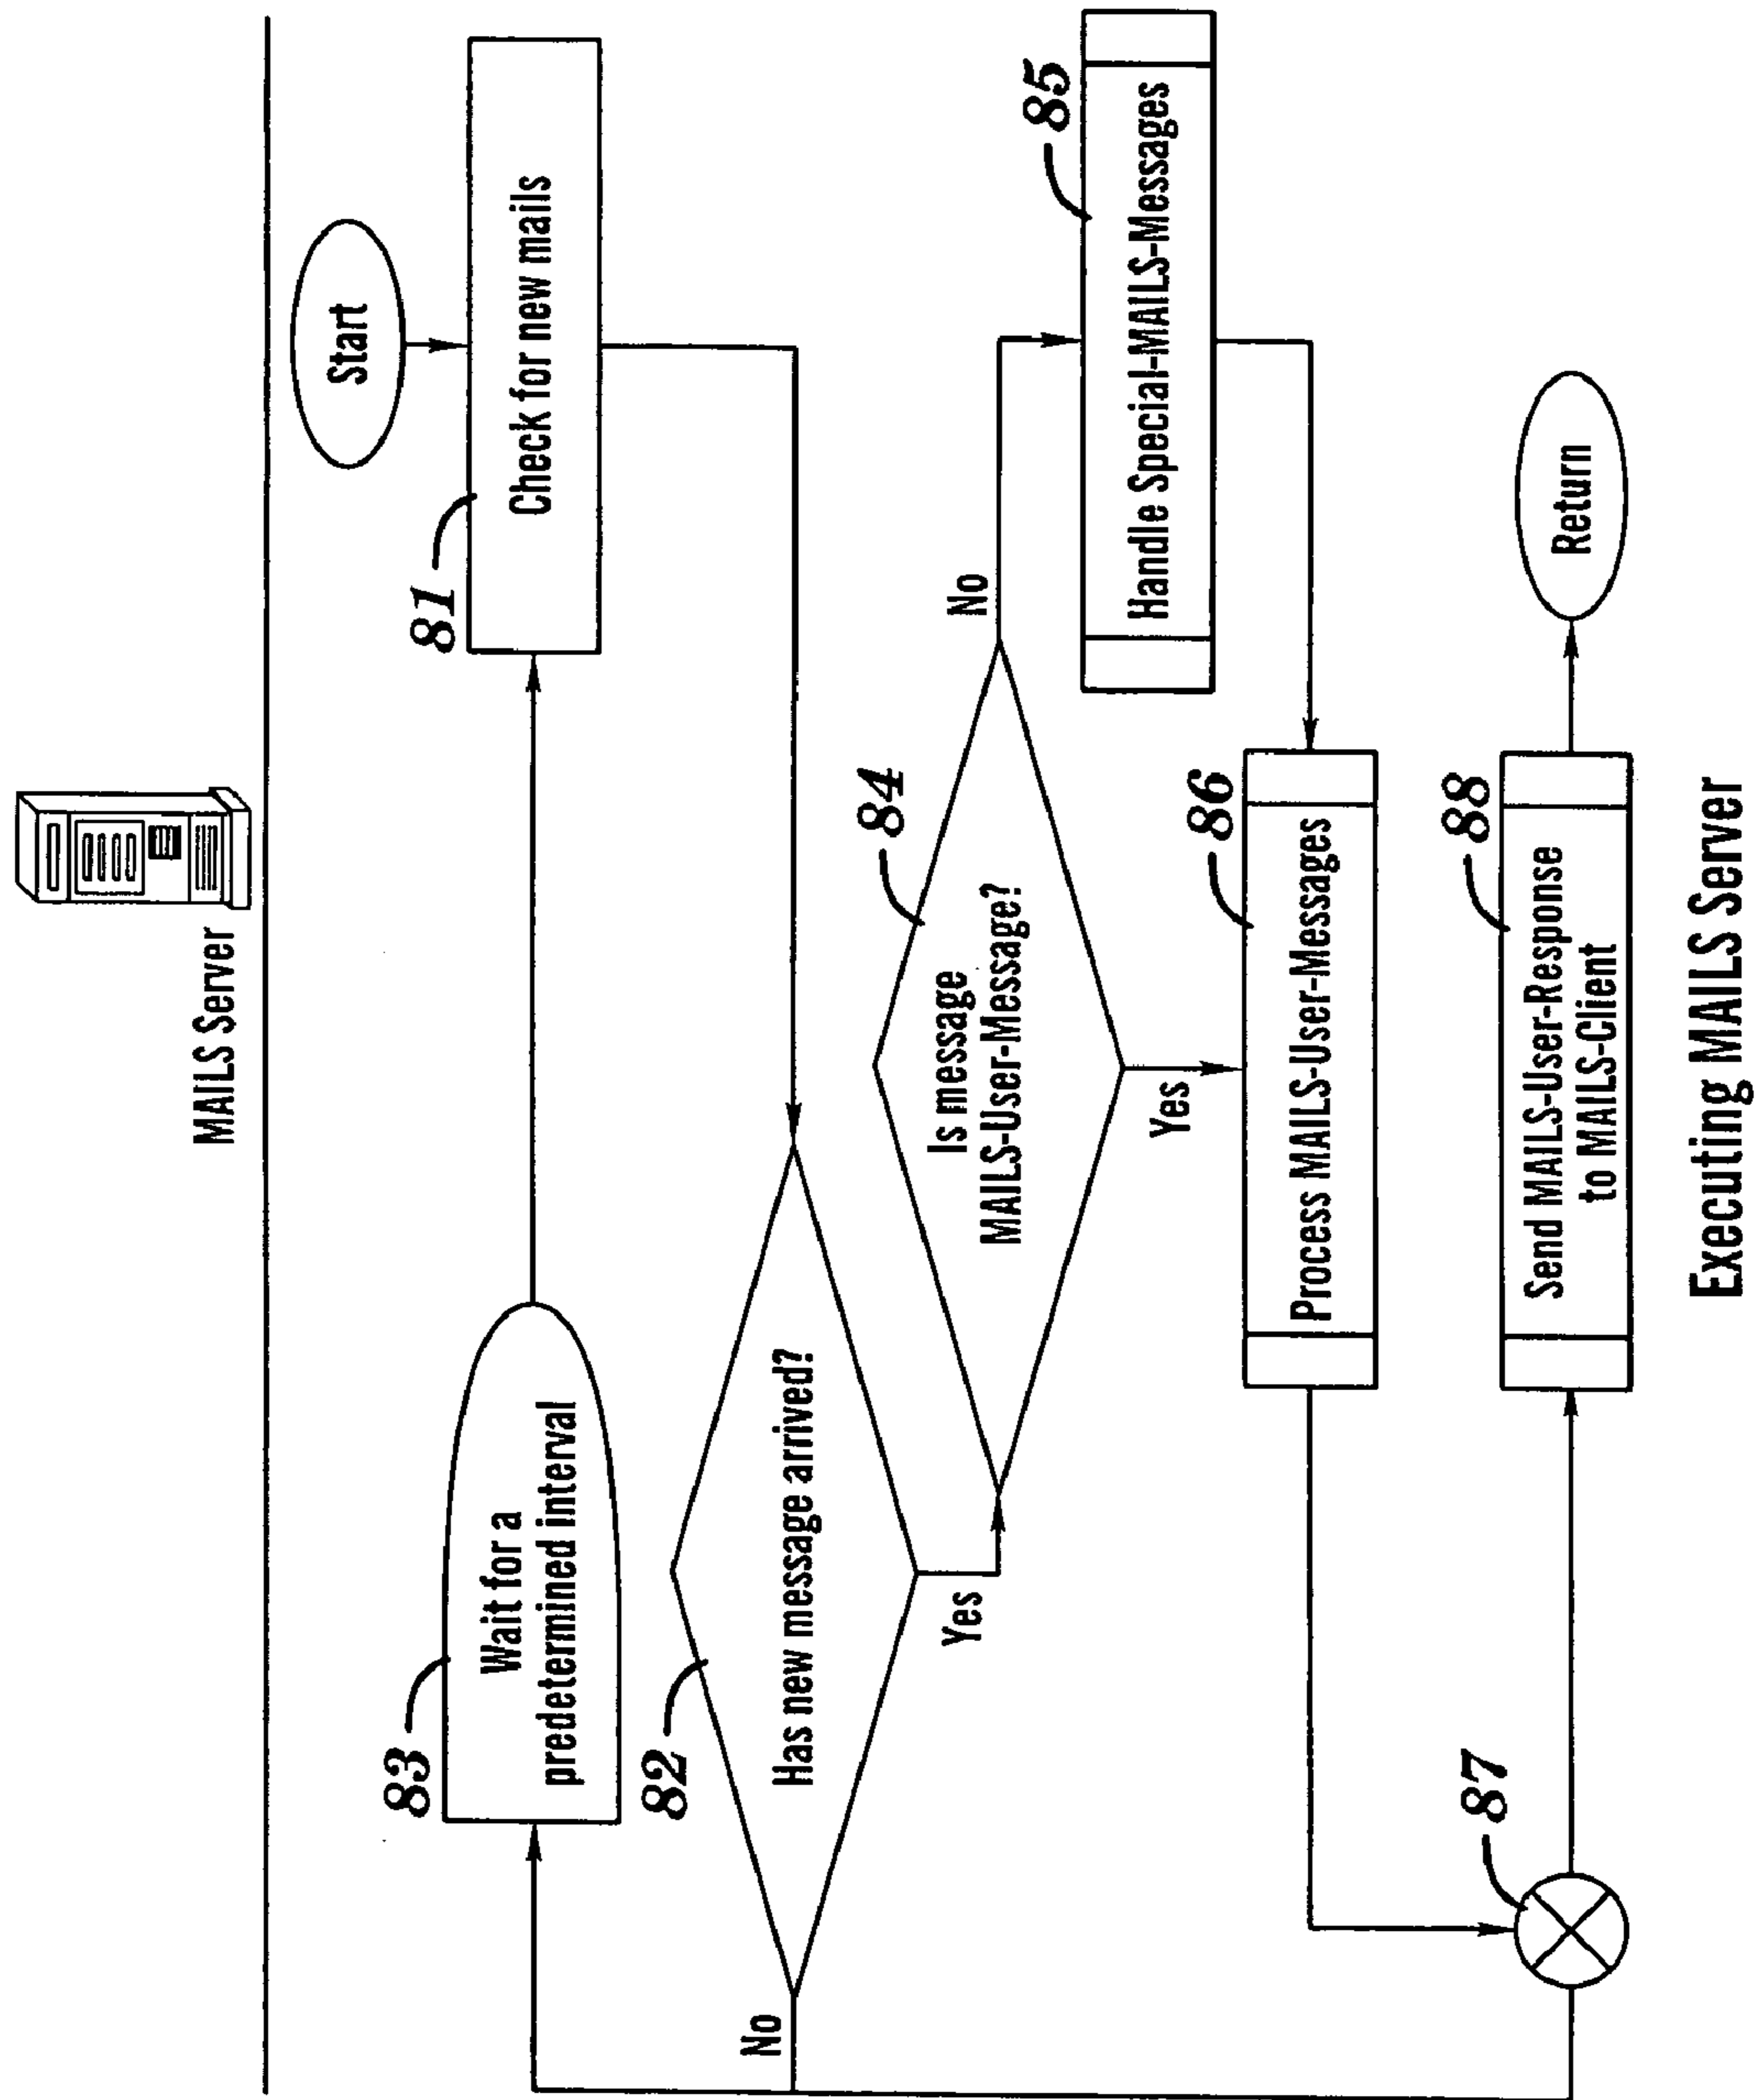 MAILS Server
Start
81
Check for new mails
83
Wait for a
predetermined interval
82
Has new message arrived?
No
Yes
84
Is message
MAILS-User-Message?
No
Yes
85
Handle Special-MAILS-Messages
86
Process MAILS-User-Messages
87
88
Send MAILS-User-Response
to MAILS-Client
Return
Executing MAILS Server